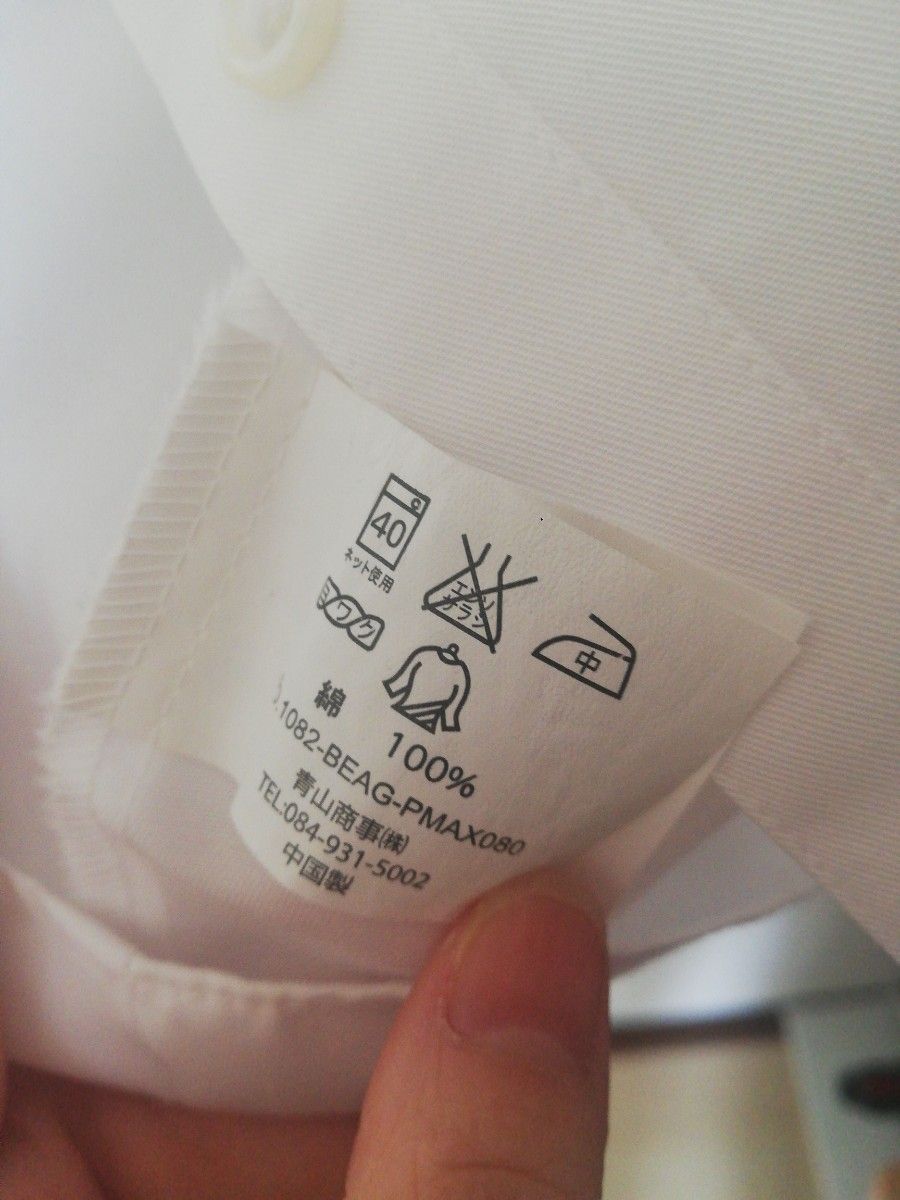 40
ネット使用
エンソ
サラシ
中
ヨワク
綿
100%
.1082-BEAG-PMAX080
青山商事㈱
TEL.084-931-5002
中国製